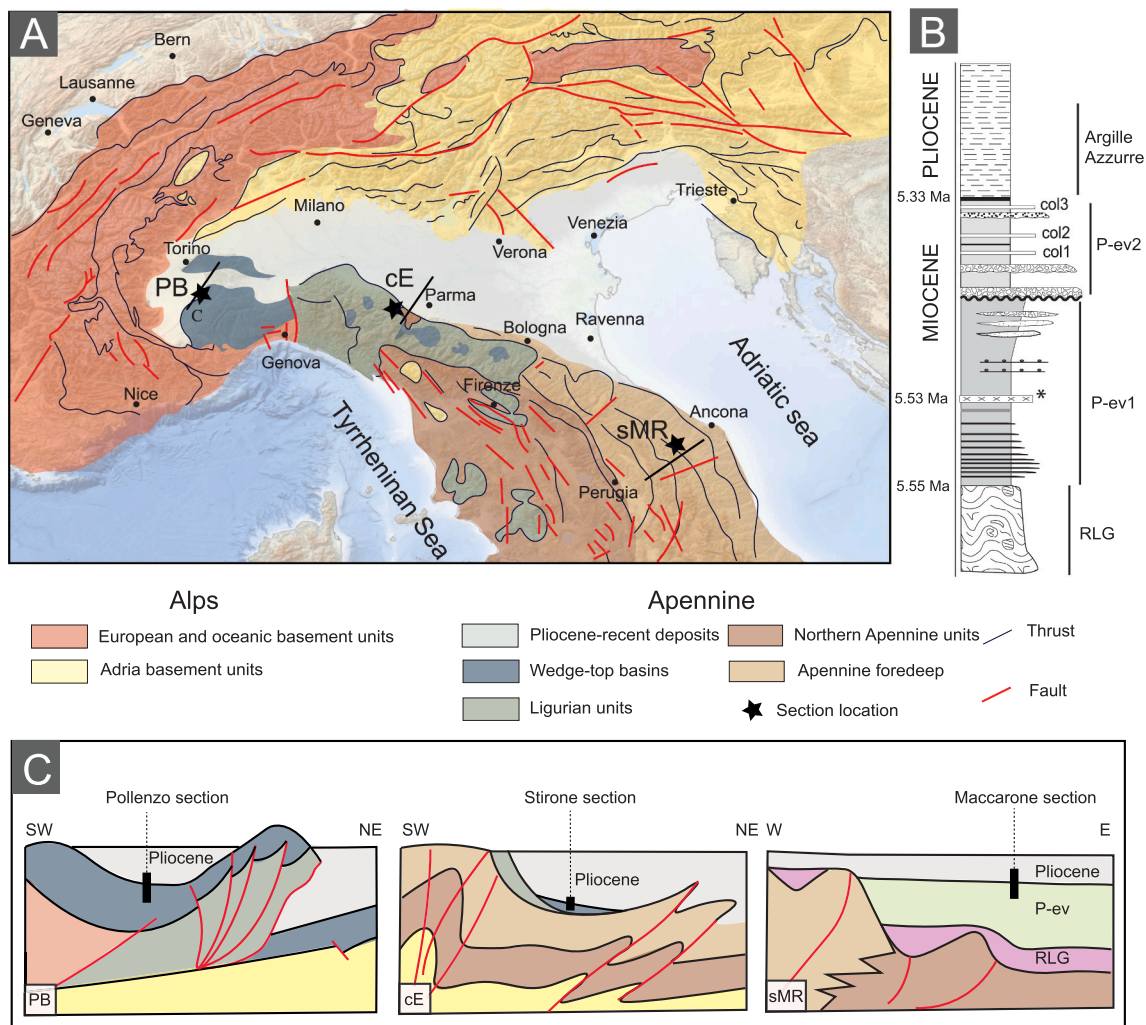 A
Bern
Lausanne
Geneva
Milano
Trieste
Venezia
Verona
Torino
PB
C
cE
Parma
Genova
Bologna
Ravenna
Nice
Firenze
Adriatic sea
Ancona
sMR
Perugia
Tyrrheninan Sea
B
PLIOCENE
MIOCENE
5.33 Ma
5.53 Ma
5.55 Ma
col3
col2
col1
*
Argille
Azzurre
P-ev2
P-ev1
RLG
Alps
European and oceanic basement units
Adria basement units
Apennine
Pliocene-recent deposits
Wedge-top basins
Ligurian units
Northern Apennine units
Apennine foredeep
Section location
Thrust
Fault
C
Pollenzo section
SW
NE
Pliocene
PB
Stirone section
SW
NE
Pliocene
cE
Maccarone section
W
E
Pliocene
P-ev
RLG
sMR